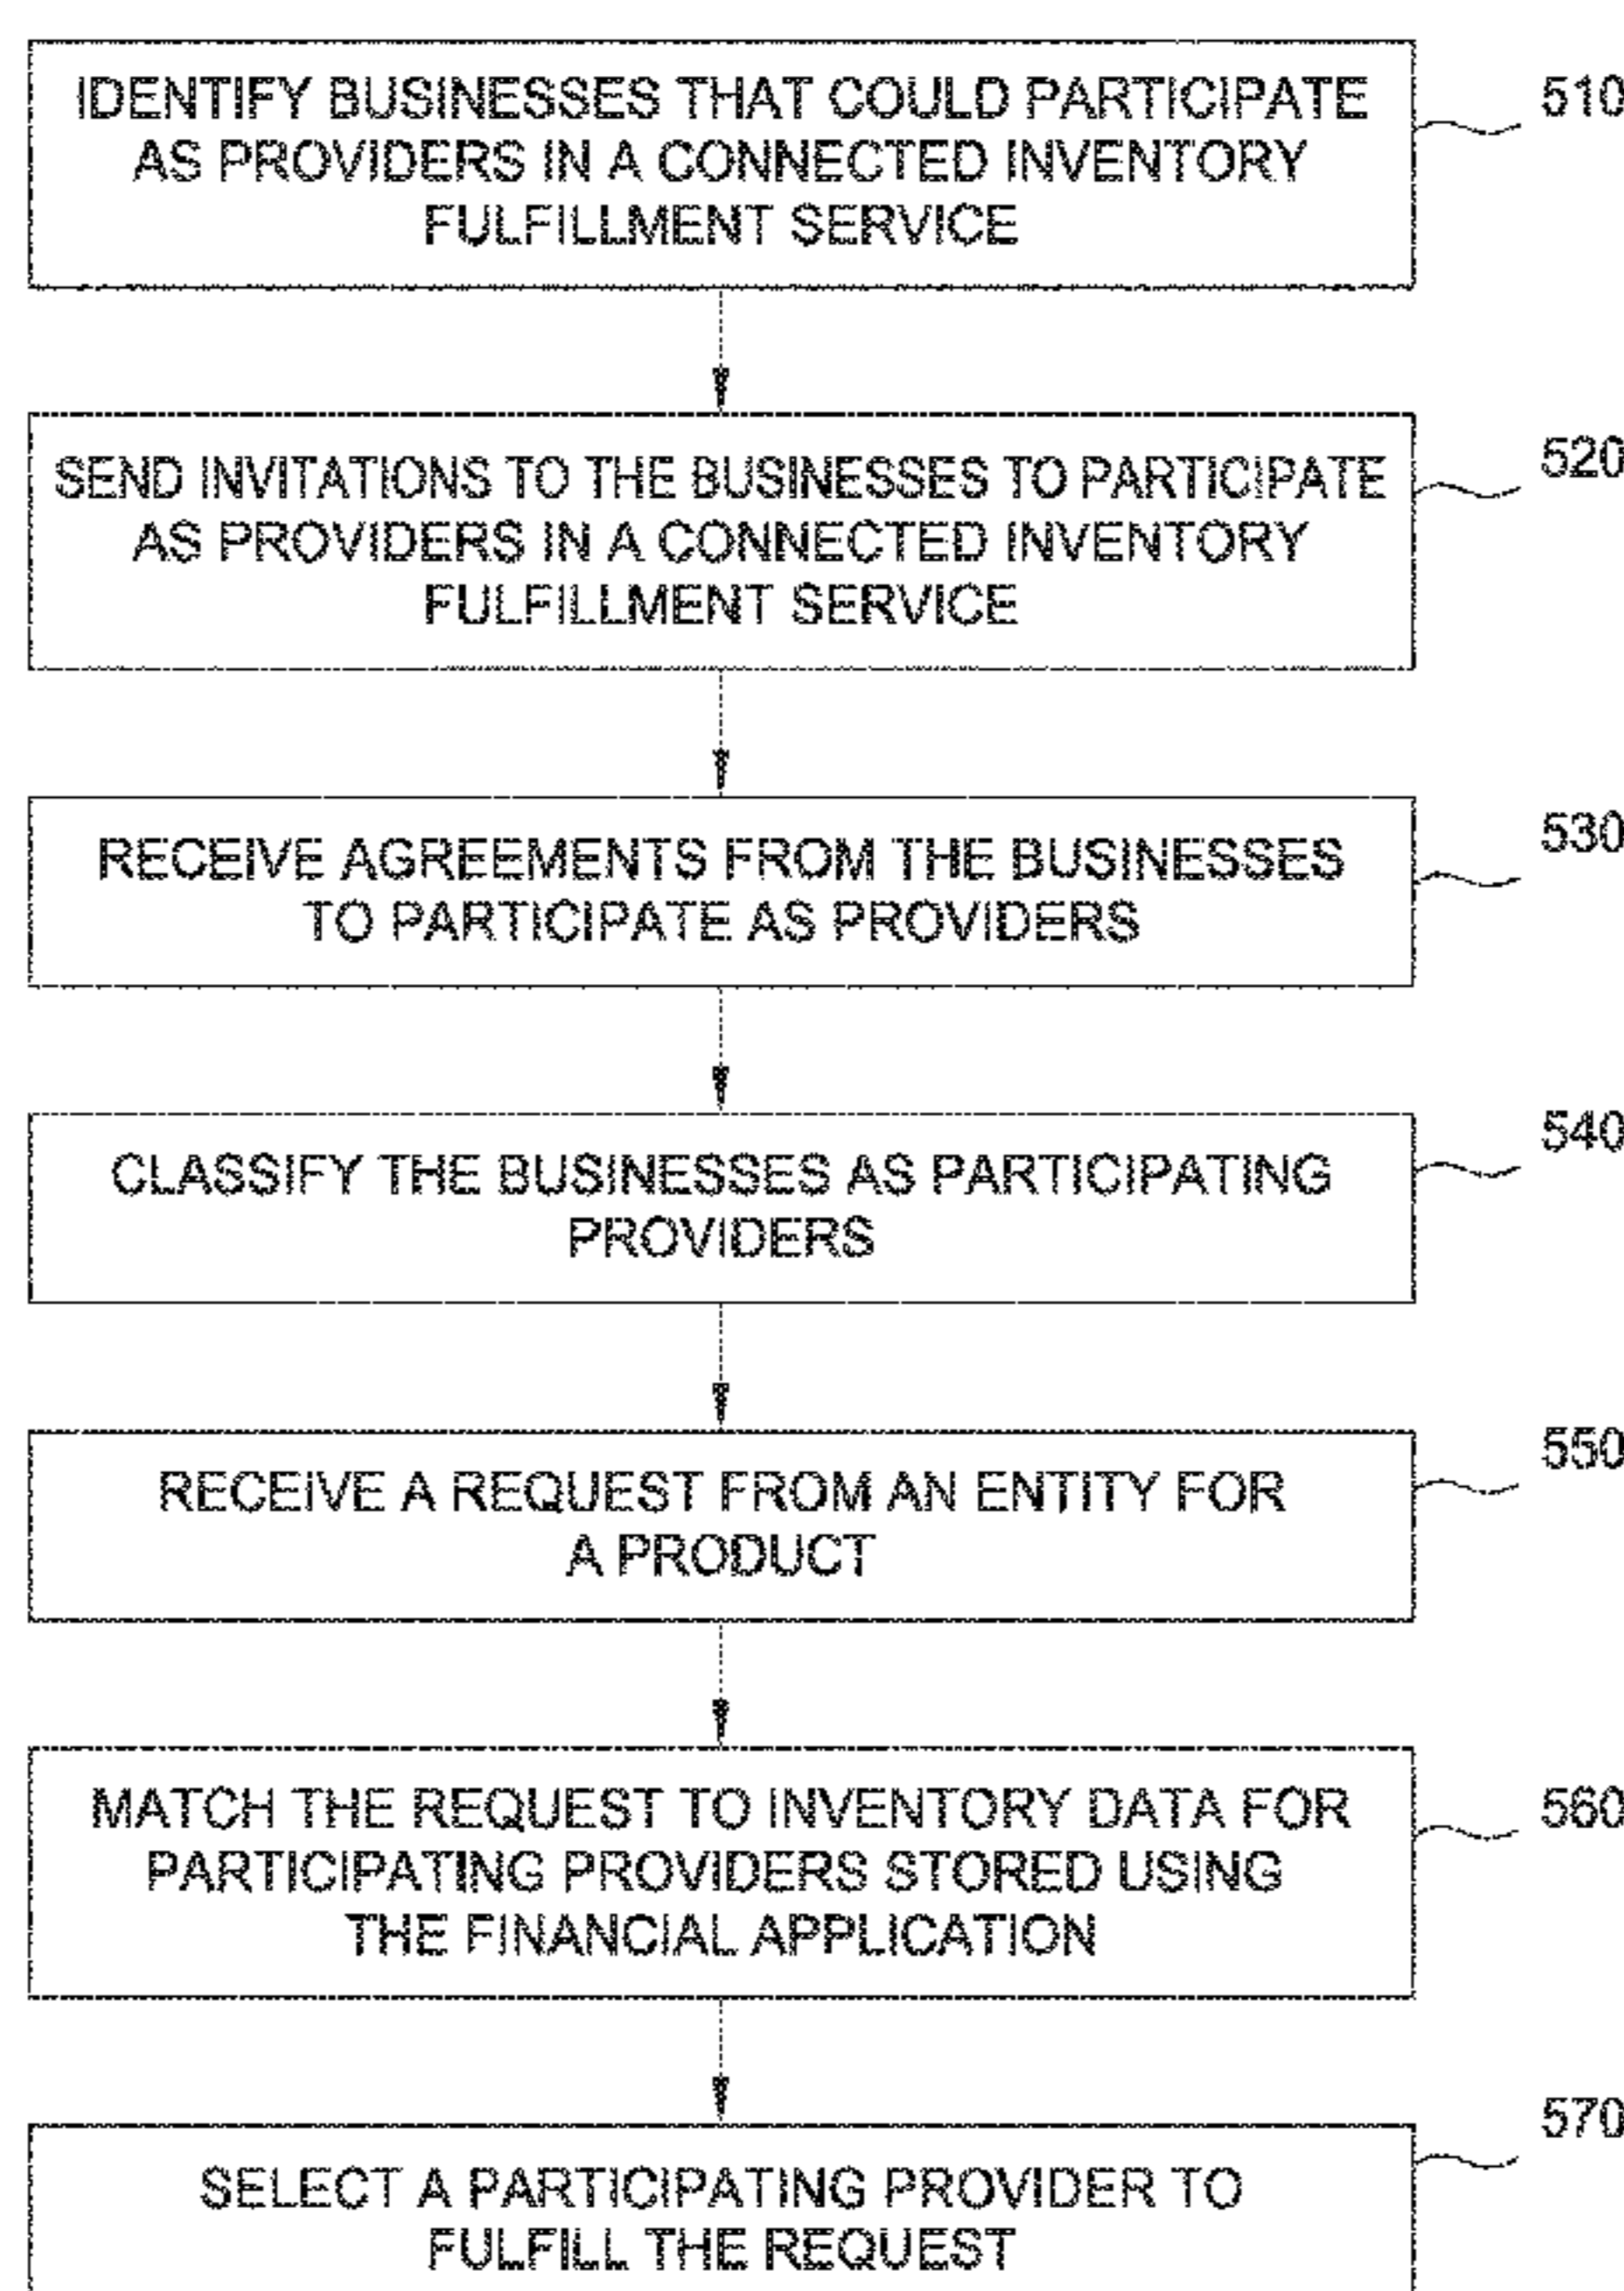 IDENTIFY BUSINESSES THAT COULD PARTICIPATE
AS PROVIDERS IN A CONNECTED INVENTORY
FULFILLMENT SERVICE
510
SEND INVITATIONS TO THE BUSINESSES TO PARTICIPATE
AS PROVIDERS IN A CONNECTED INVENTORY
FULFILLMENT SERVICE
520
RECEIVE AGREEMENTS FROM THE BUSINESSES
TO PARTICIPATE AS PROVIDERS
530
CLASSIFY THE BUSINESSES AS PARTICIPATING
PROVIDERS
540
RECEIVE A REQUEST FROM AN ENTITY FOR
A PRODUCT
550
MATCH THE REQUEST TO INVENTORY DATA FOR
PARTICIPATING PROVIDERS STORED USING
THE FINANCIAL APPLICATION
560
SELECT A PARTICIPATING PROVIDER TO
FULFILL THE REQUEST
570